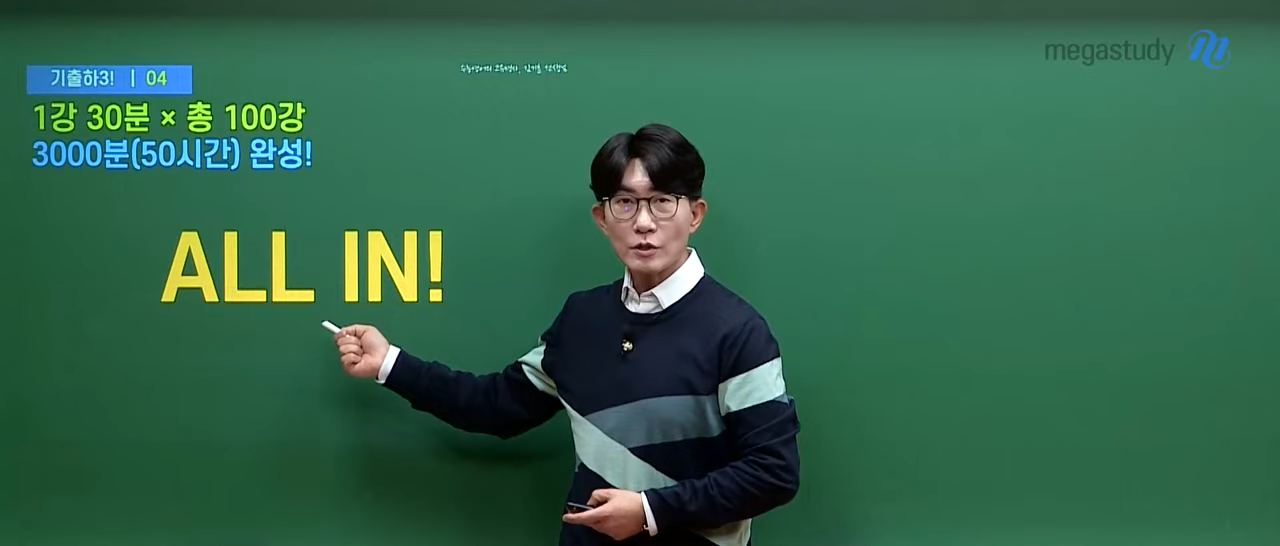 megastudy
기출하3! | 04
1강 30분 × 총 100강
3000분(50시간) 완성!
ALL IN!